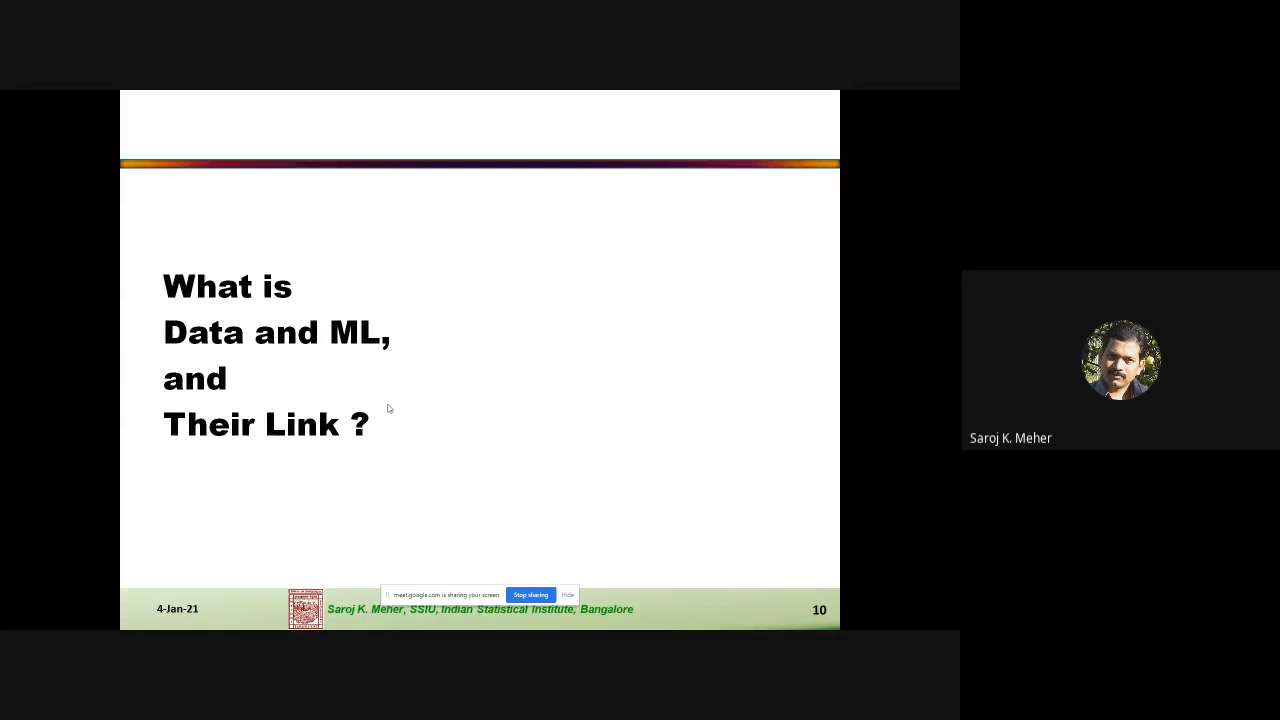 What is
Data and ML,
and
Their Link ?
Saroj K. Meher
meet.google.com is sharing your screen.
Stop sharing
Hide
4-Jan-21
Saroj K. Meher, SSIU, Indian Statistical Institute, Bangalore
10